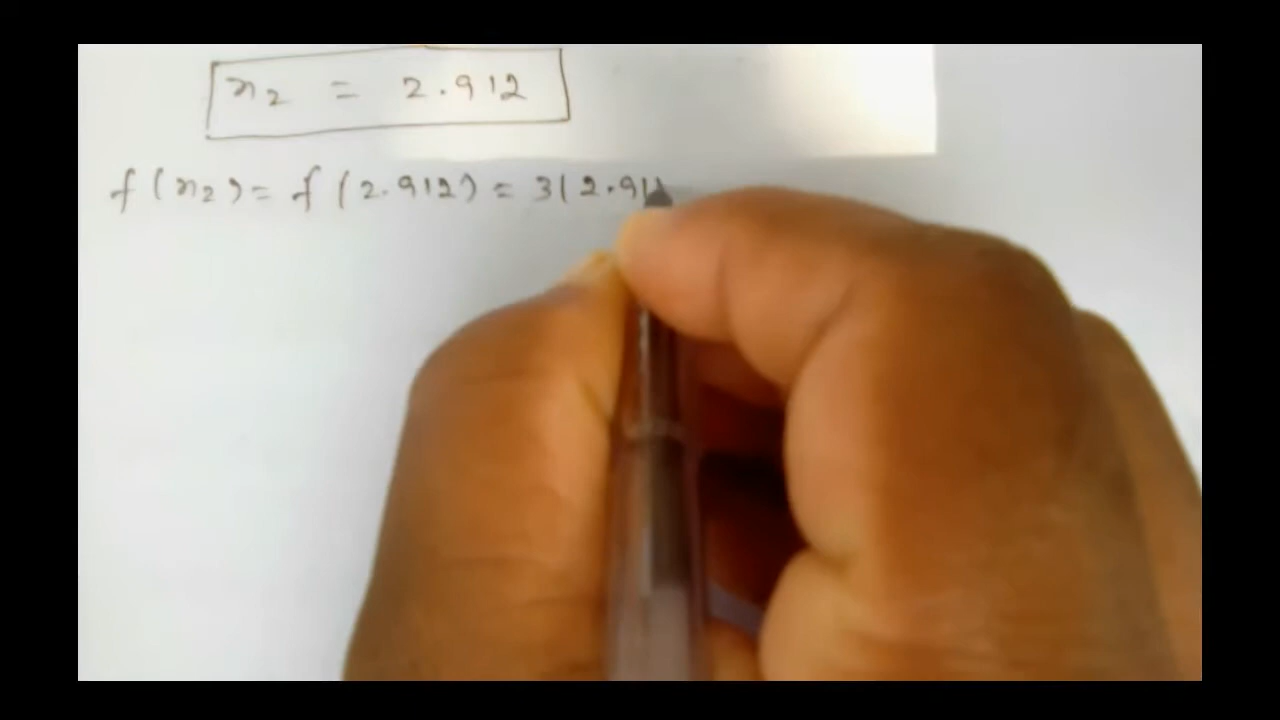 x₂ = 2.912
f(x₂) = f(2.912) = 3(2.91